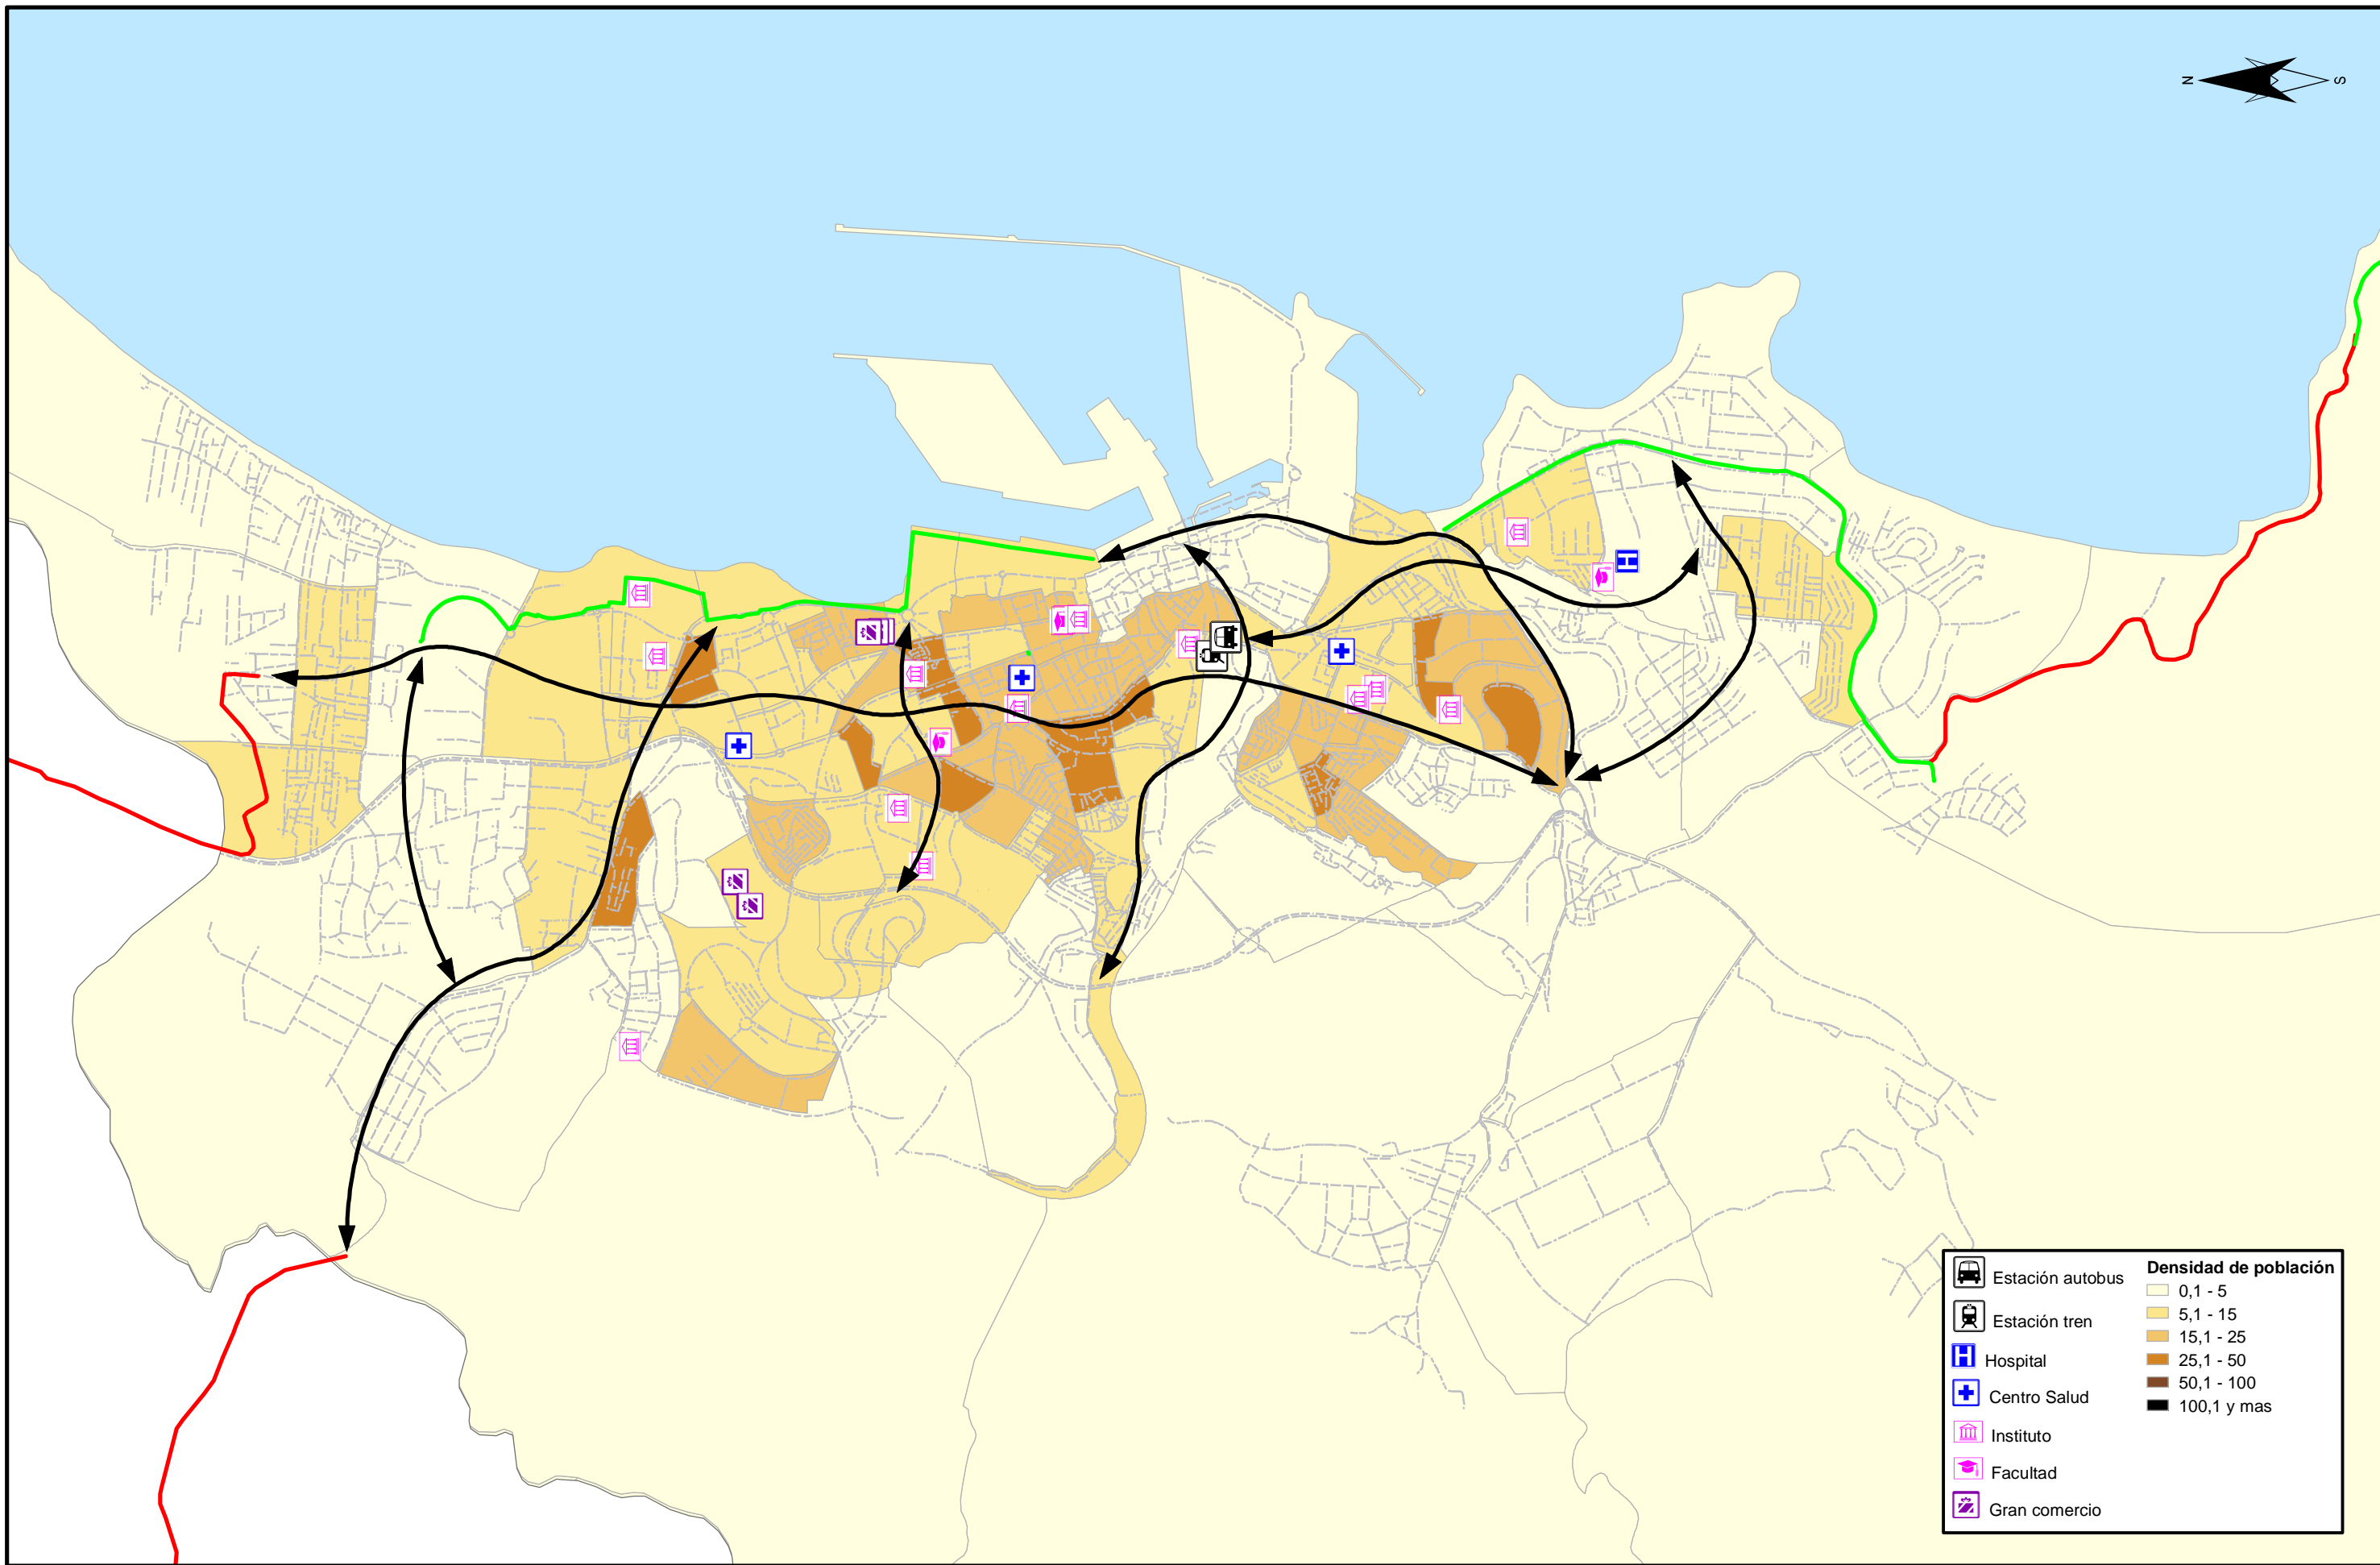 N S
Estación autobus
Estación tren
Hospital
Centro Salud
Instituto
Facultad
Gran comercio
Densidad de población
0,1 - 5
5,1 - 15
15,1 - 25
25,1 - 50
50,1 - 100
100,1 y mas